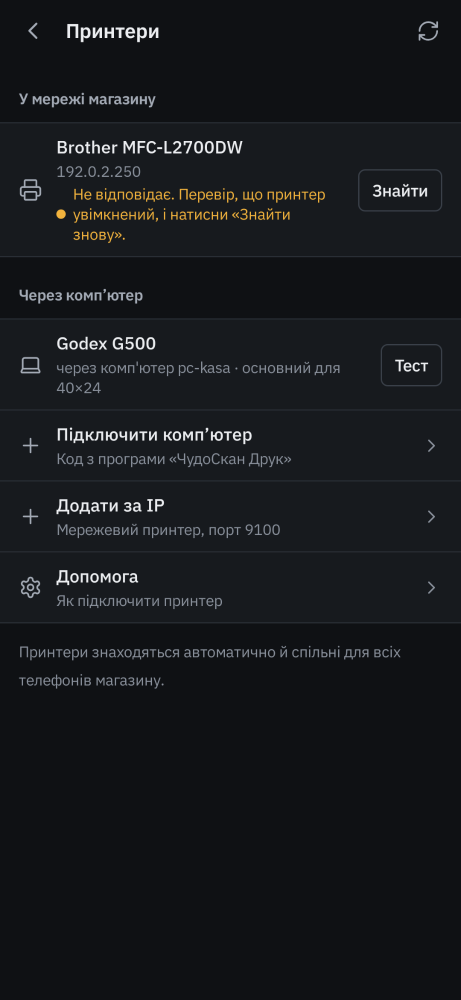 Принтери
У мережі магазину
Brother MFC-L2700DW
192.0.2.250
Не відповідає. Перевір, що принтер
увімкнений, і натисни «Знайти
знову».
Знайти
Через комп’ютер
Godex G500
через комп'ютер pc-kasa · основний для
40×24
Тест
Підключити комп’ютер
Код з програми «ЧудоСкан Друк»
Додати за IP
Мережевий принтер, порт 9100
Допомога
Як підключити принтер
Принтери знаходяться автоматично й спільні для всіх
телефонів магазину.